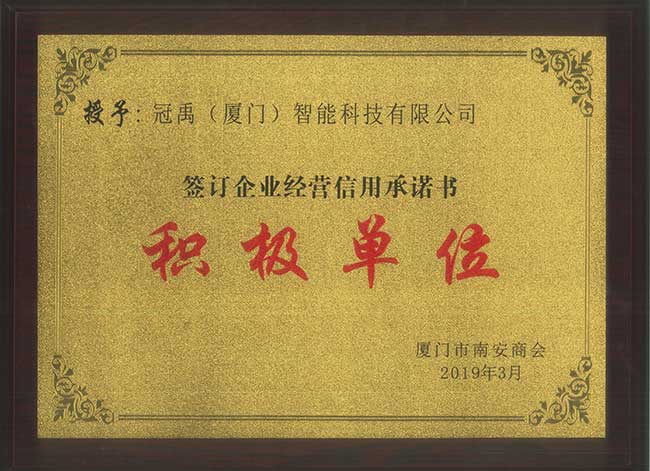 授予：冠禹（厦门）智能科技有限公司
签订企业经营信用承诺书
积极单位
厦门市南安商会
2019年3月